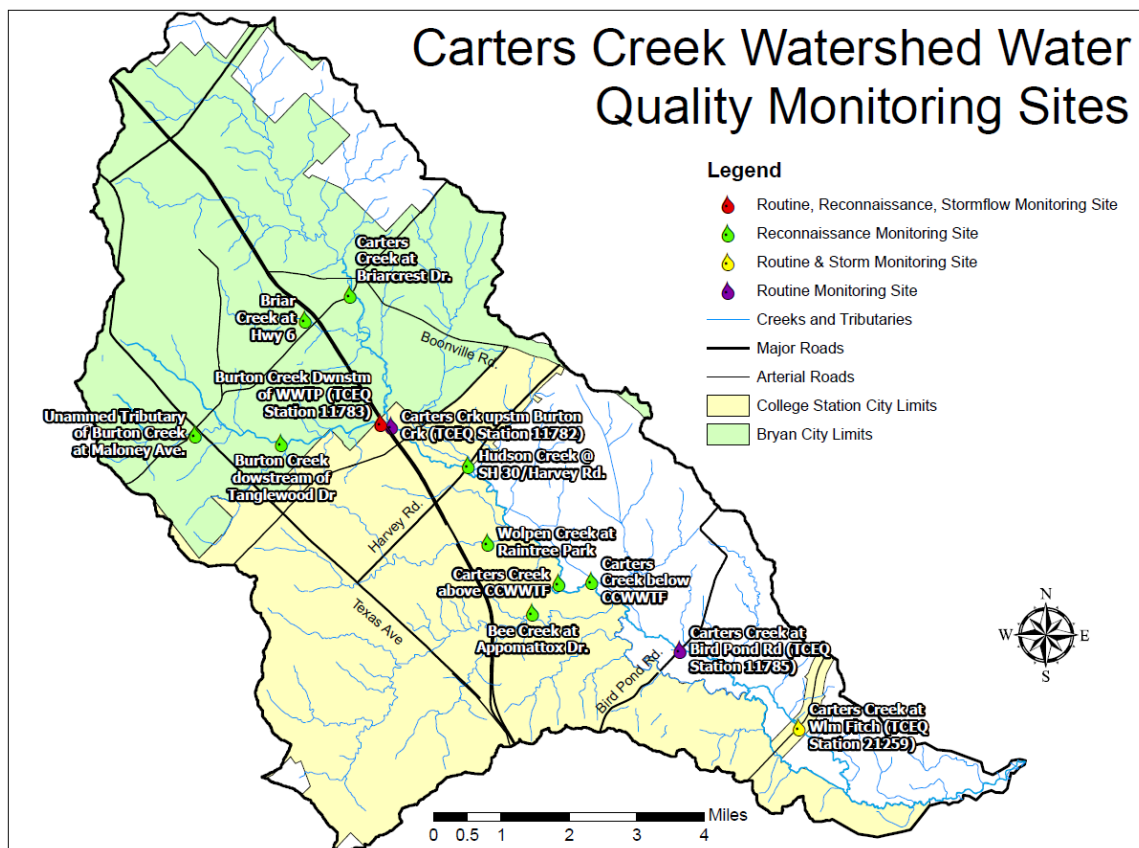 Carters Creek Watershed Water
Quality Monitoring Sites
Legend
Routine, Reconnaissance, Stormflow Monitoring Site
Reconnaissance Monitoring Site
Routine & Storm Monitoring Site
Routine Monitoring Site
Creeks and Tributaries
Major Roads
Arterial Roads
College Station City Limits
Bryan City Limits
Carters
Creek at
Briarcrest Dr.
Briar
Creek at
Hwy 6
Boonville Rd.
Burton Creek Dwnstm
of WWTP (TCEQ
Station 11783)
Unammed Tributary
of Burton Creek
at Maloney Ave.
Carters Crk upstm Burton
Crk (TCEQ Station 11782)
Burton Creek
dowstream of
Tanglewood Dr
Hudson Creek @
SH 30/Harvey Rd.
Harvey Rd.
Wolpen Creek at
Raintree Park
Carters Creek
above CCWWTF
Carters
Creek below
CCWWTF
Texas Ave
Bee Creek at
Appomattox Dr.
Bird Pond Rd.
Carters Creek at
Bird Pond Rd (TCEQ
Station 11785)
Carters Creek at
Wlm Fitch (TCEQ
Station 21259)
N
W E
S
Miles
0 0.5 1 2 3 4